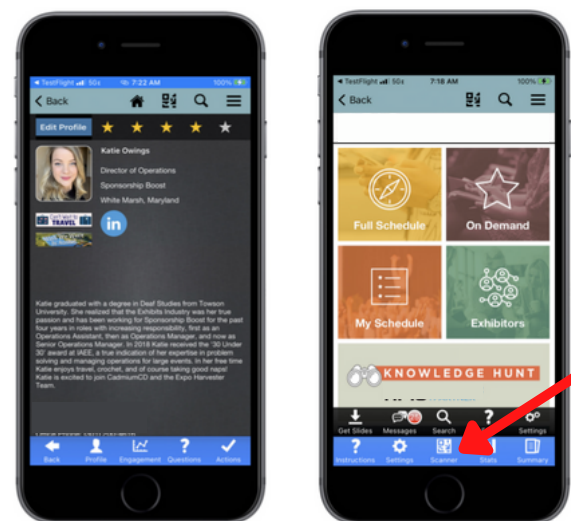 TestFlight 7:22 AM 100%
Back
Edit Profile
Katie Owings
Director of Operations
Sponsorship Boost
White Marsh, Maryland
TRAVEL
in
Katie graduated with a degree in Deaf Studies from Towson
University. She realized that the Exhibits Industry was her true
passion and has been working for Sponsorship Boost for the past
four years in roles with increasing responsibility, first as an
Operations Assistant, then as Operations Manager, and now as
Senior Operations Manager. In 2018 Katie received the '30 Under
30' award at IAEE, a true indication of her expertise in problem
solving and managing operations for large events. In her free time
Katie enjoys travel, crochet, and of course taking good naps!
Katie is excited to join CadmiumCD and the Expo Harvester
Team.
Back Profile Engagement Questions Actions
TestFlight 7:18 AM 100%
Back
Full Schedule On Demand
My Schedule Exhibitors
KNOWLEDGE HUNT
Get Slides Messages Search ? Settings
Instructions Settings Scanner Stats Summary